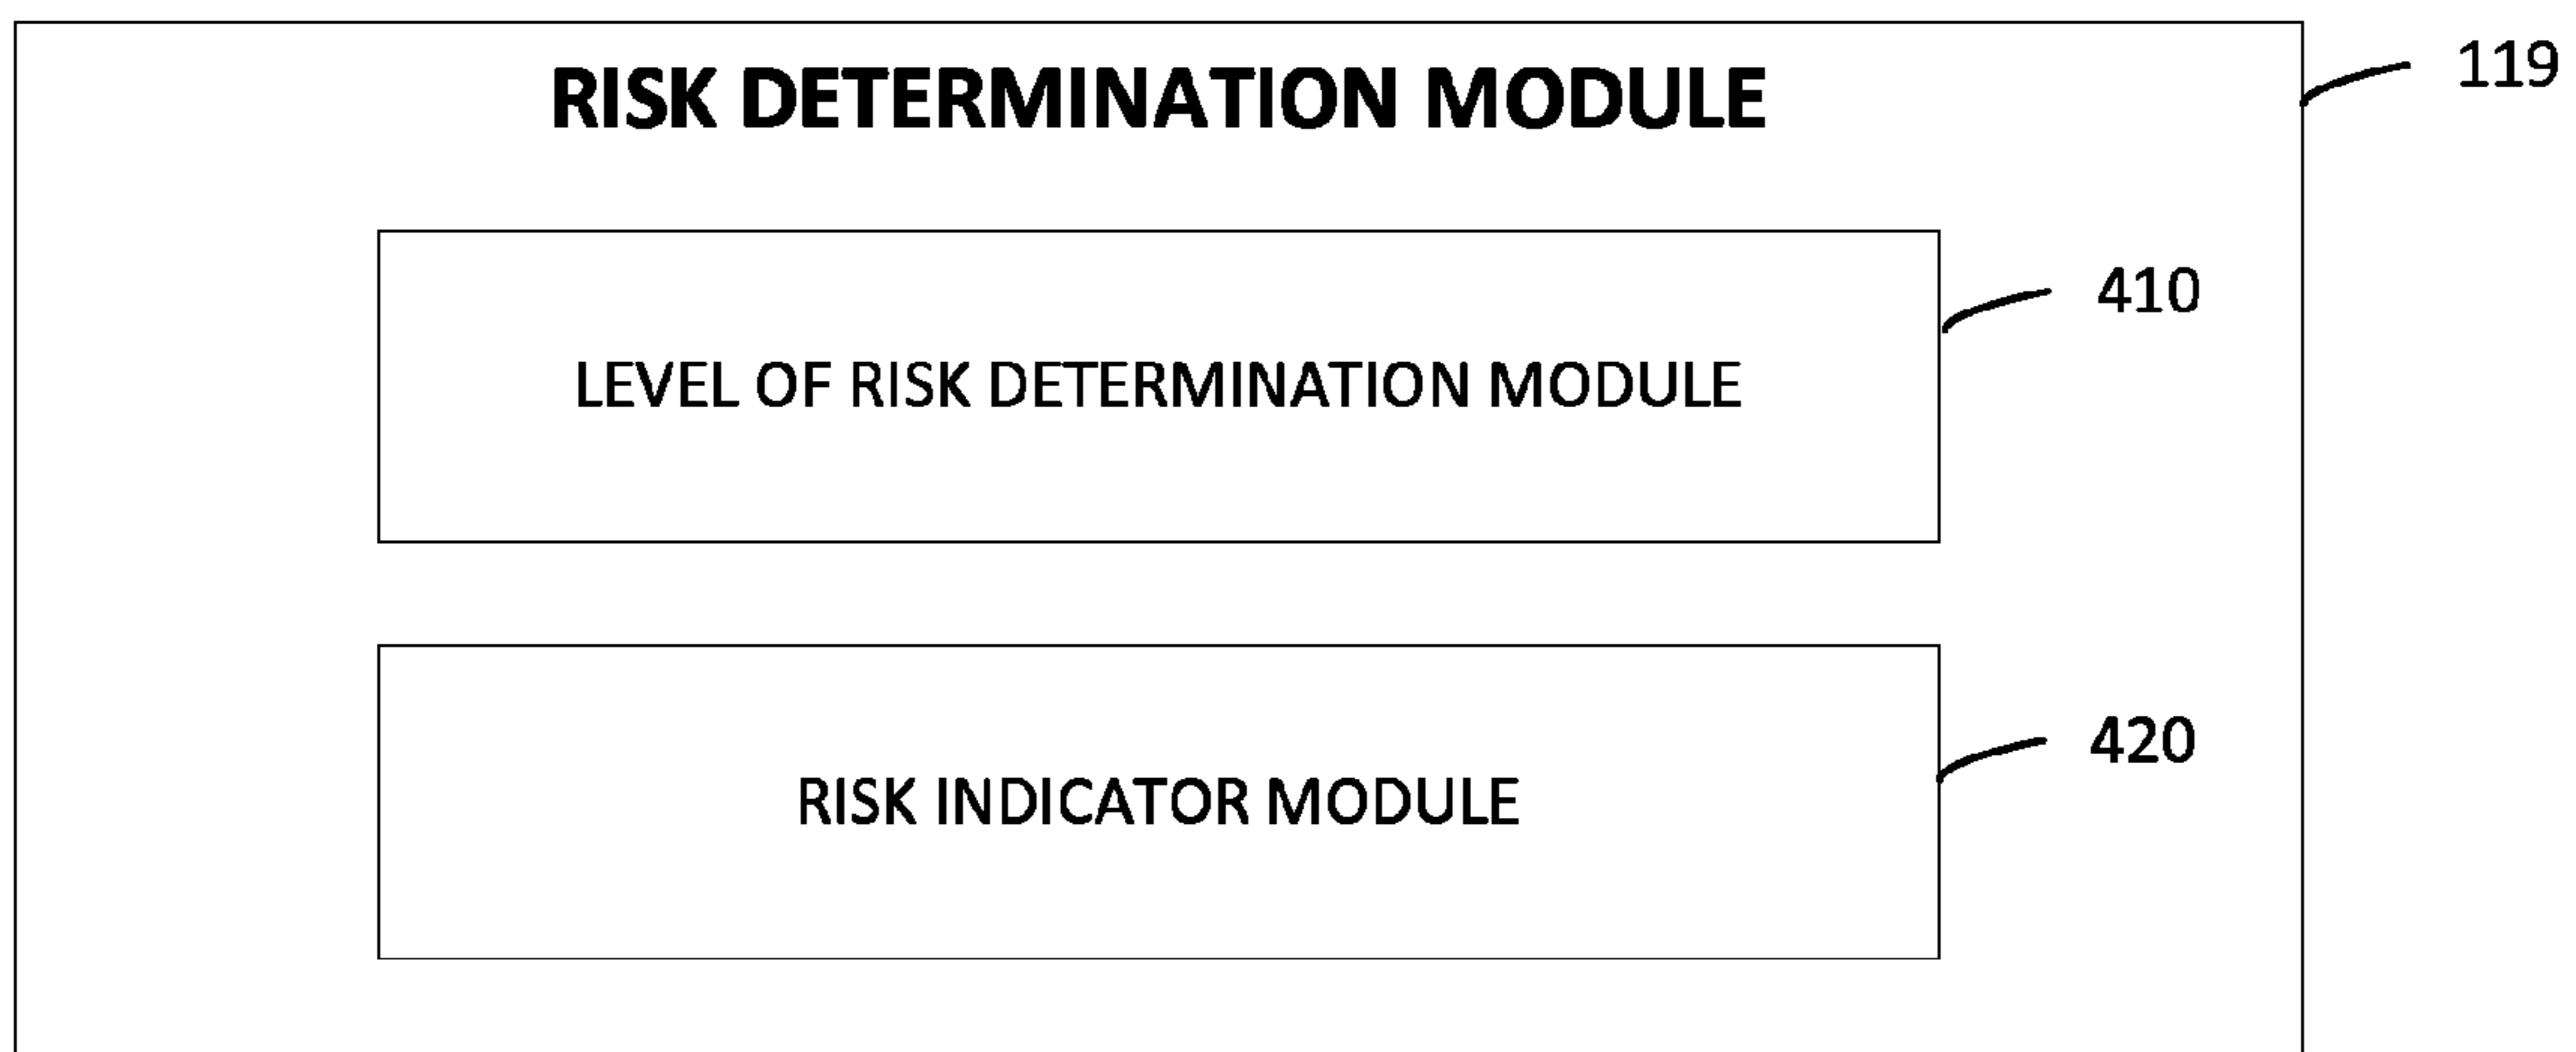 RISK DETERMINATION MODULE
119
410
LEVEL OF RISK DETERMINATION MODULE
420
RISK INDICATOR MODULE